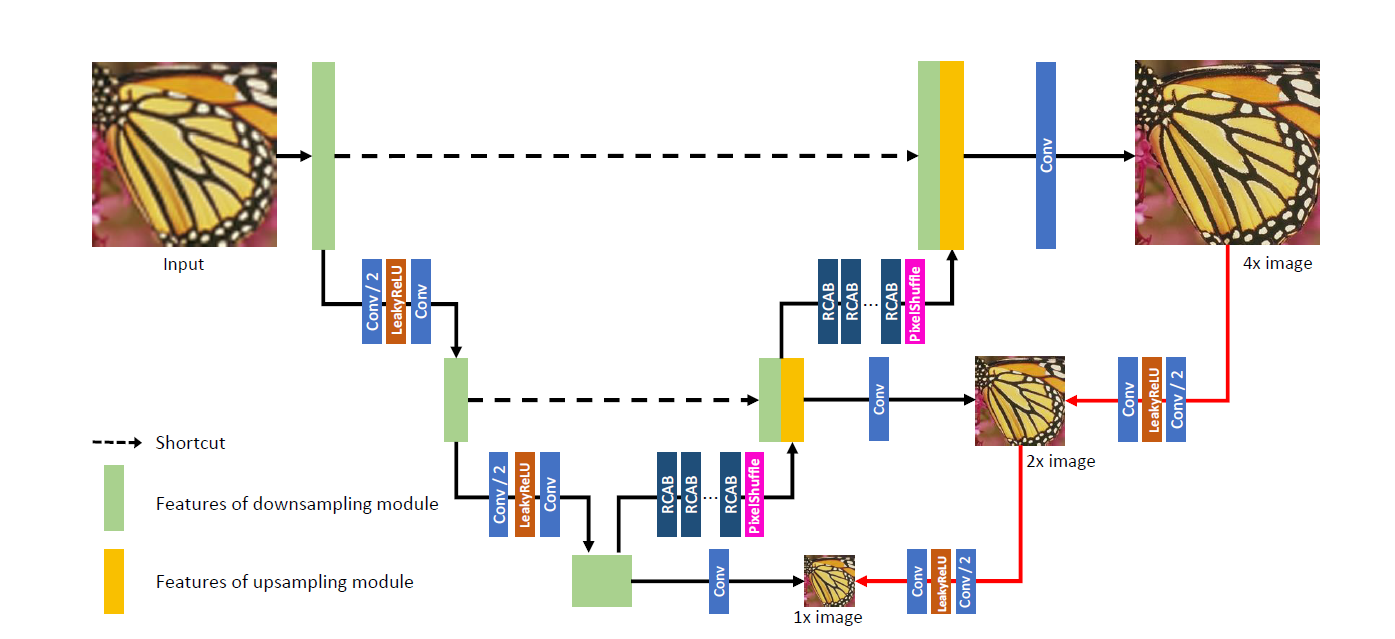 Conv
Input
4x image
Conv / 2
LeakyReLU
Conv
RCAB
RCAB
...
RCAB
PixelShuffle
Conv
Conv
LeakyReLU
Conv / 2
2x image
Shortcut
Features of downsampling module
Conv / 2
LeakyReLU
Conv
RCAB
RCAB
...
RCAB
PixelShuffle
Features of upsampling module
Conv
Conv
LeakyReLU
Conv / 2
1x image